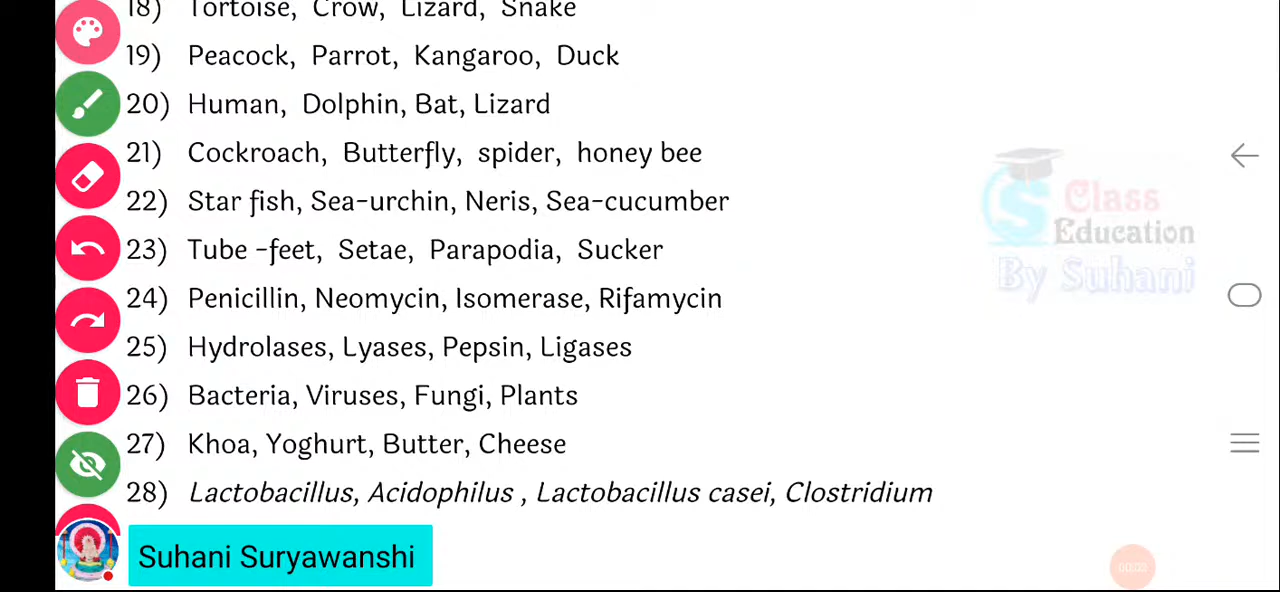 18) Tortoise, Crow, Lizard, Snake
19) Peacock, Parrot, Kangaroo, Duck
20) Human, Dolphin, Bat, Lizard
21) Cockroach, Butterfly, spider, honey bee
22) Star fish, Sea-urchin, Neris, Sea-cucumber
23) Tube -feet, Setae, Parapodia, Sucker
24) Penicillin, Neomycin, Isomerase, Rifamycin
25) Hydrolases, Lyases, Pepsin, Ligases
26) Bacteria, Viruses, Fungi, Plants
27) Khoa, Yoghurt, Butter, Cheese
28) Lactobacillus, Acidophilus , Lactobacillus casei, Clostridium
Suhani Suryawanshi
S Class
Education
By Suhani